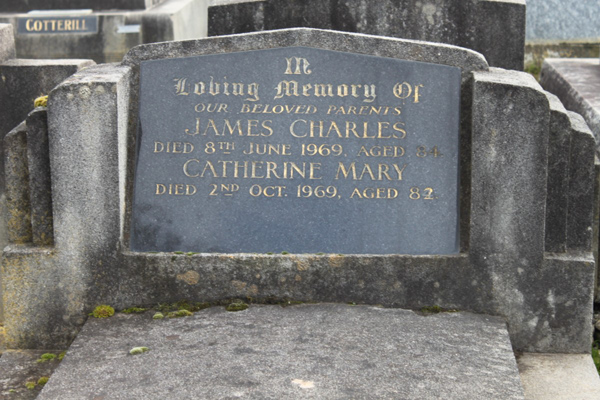 COTTERILL
In
Loving Memory Of
OUR BELOVED PARENTS
JAMES CHARLES
DIED 8TH JUNE 1969, AGED 84.
CATHERINE MARY
DIED 2ND OCT. 1969, AGED 82.